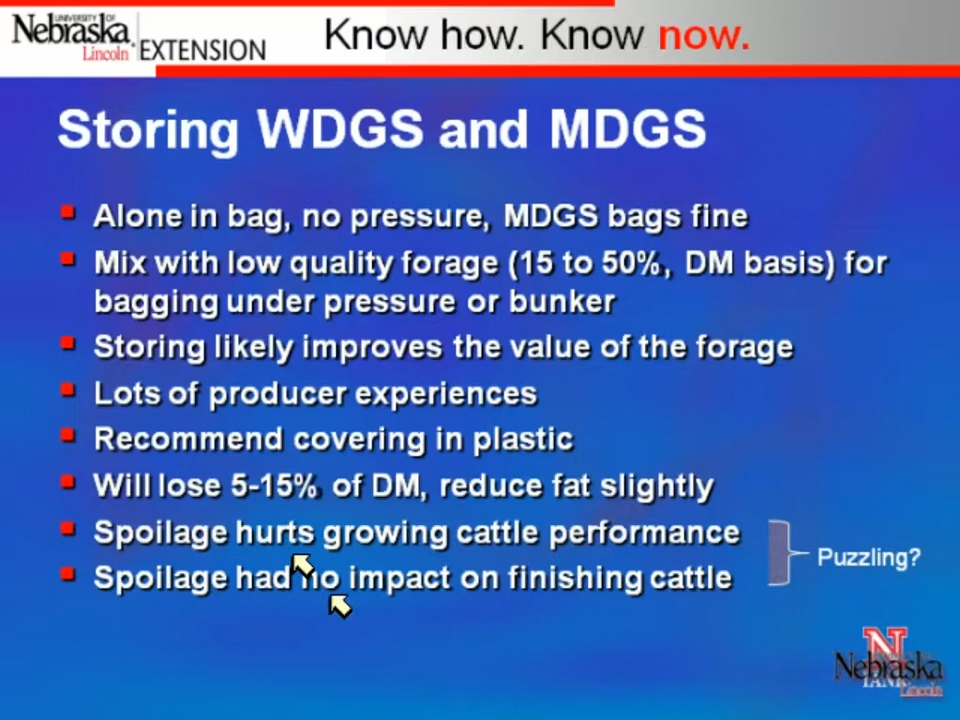 UNIVERSITY OF
Nebraska
Lincoln
EXTENSION
Know how. Know now.
Storing WDGS and MDGS
Alone in bag, no pressure, MDGS bags fine
Mix with low quality forage (15 to 50%, DM basis) for
bagging under pressure or bunker
Storing likely improves the value of the forage
Lots of producer experiences
Recommend covering in plastic
Will lose 5-15% of DM, reduce fat slightly
Spoilage hurts growing cattle performance
Spoilage had no impact on finishing cattle
Puzzling?
N
Nebraska
Lincoln